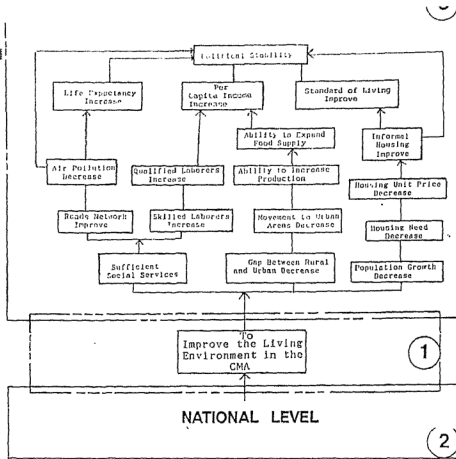 Political Stability
Life Expectancy
Increase
Per
Capita Income
Increase
Standard of Living
Improve
Ability to Expand
Food Supply
Informal
Housing
Improve
Air Pollution
Decrease
Qualified Laborers
Increase
Ability to Increase
Production
Housing Unit Price
Decrease
Roads Network
Improve
Skilled Laborers
Increase
Movement to Urban
Areas Decrease
Housing Need
Decrease
Sufficient
Social Services
Gap Between Rural
and Urban Decrease
Population Growth
Decrease
To
Improve the Living
Environment in the
CMA
1
NATIONAL LEVEL
2